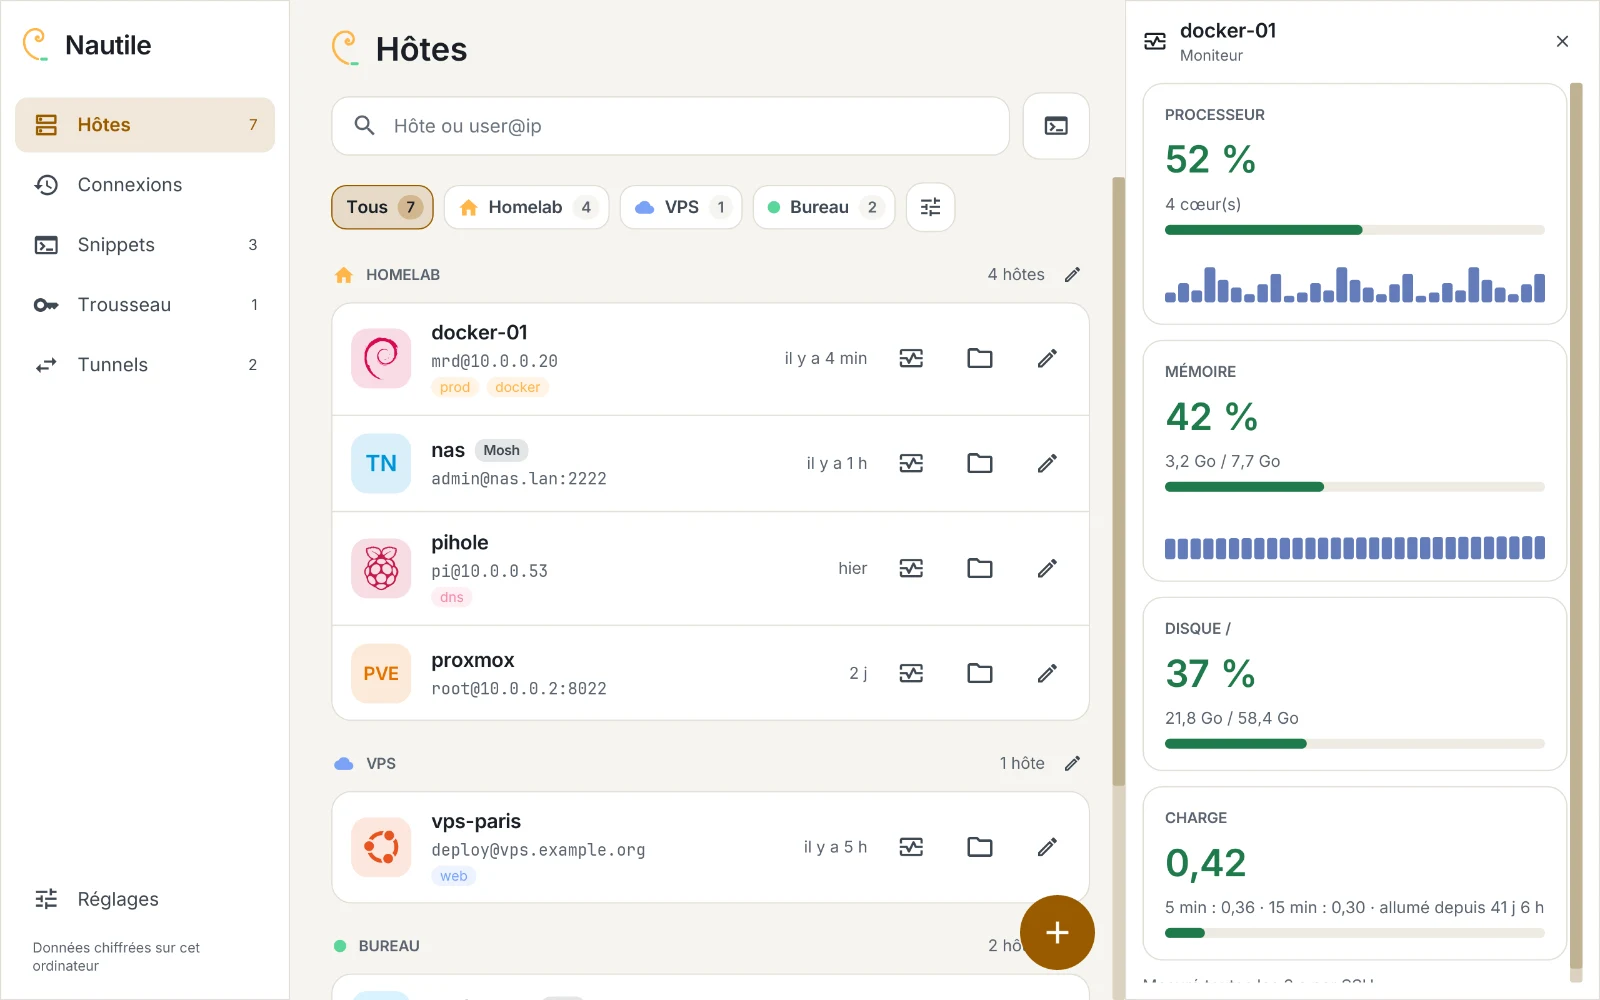 Nautile
Hôtes 7
Connexions
Snippets 3
Trousseau 1
Tunnels 2
Réglages
Données chiffrées sur cet
ordinateur
Hôtes
Hôte ou user@ip
Tous 7 Homelab 4 VPS 1 Bureau 2
HOMELAB 4 hôtes
docker-01
mrd@10.0.0.20
prod docker
il y a 4 min
TN
nas Mosh
admin@nas.lan:2222
il y a 1 h
pihole
pi@10.0.0.53
dns
hier
PVE
proxmox
root@10.0.0.2:8022
2 j
VPS 1 hôte
vps-paris
deploy@vps.example.org
web
il y a 5 h
BUREAU 2
docker-01
Moniteur
PROCESSEUR
52 %
4 cœur(s)
MÉMOIRE
42 %
3,2 Go / 7,7 Go
DISQUE /
37 %
21,8 Go / 58,4 Go
CHARGE
0,42
5 min : 0,36 · 15 min : 0,30 · allumé depuis 41 j 6 h